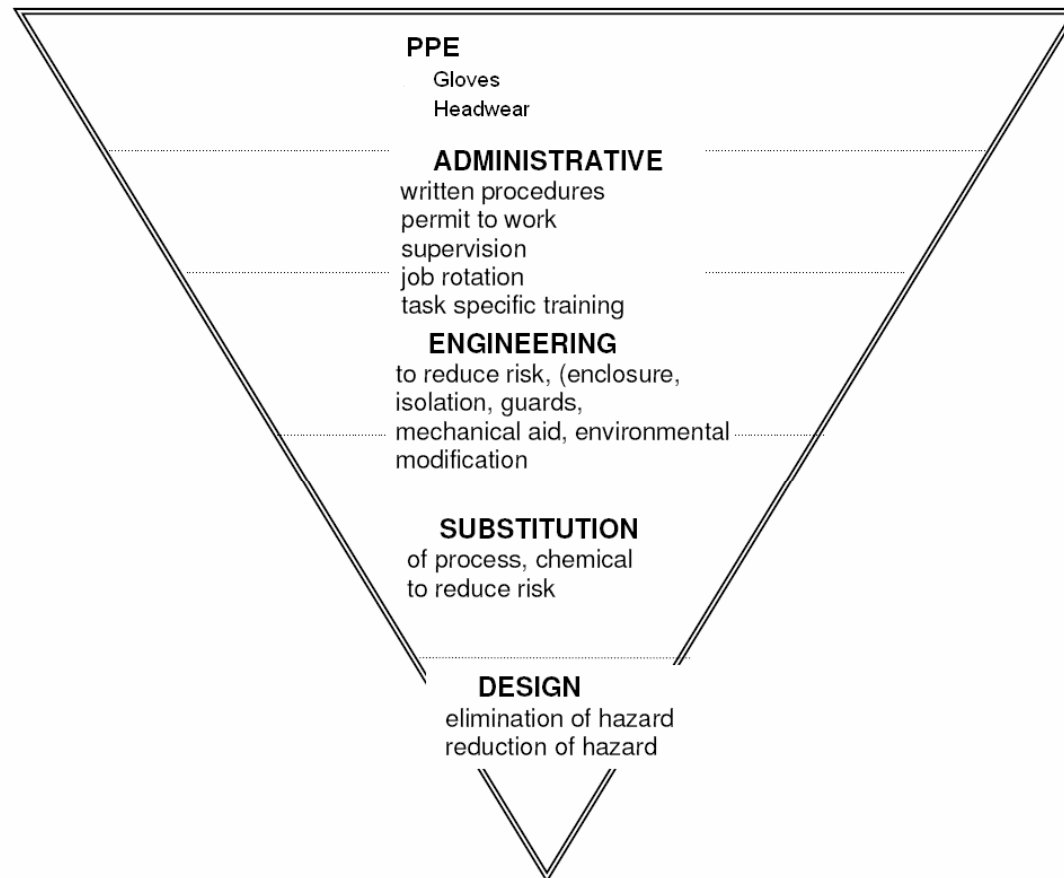 PPE
Gloves
Headwear
ADMINISTRATIVE
written procedures
permit to work
supervision
job rotation
task specific training
ENGINEERING
to reduce risk, (enclosure,
isolation, guards,
mechanical aid, environmental
modification
SUBSTITUTION
of process, chemical
to reduce risk
DESIGN
elimination of hazard
reduction of hazard